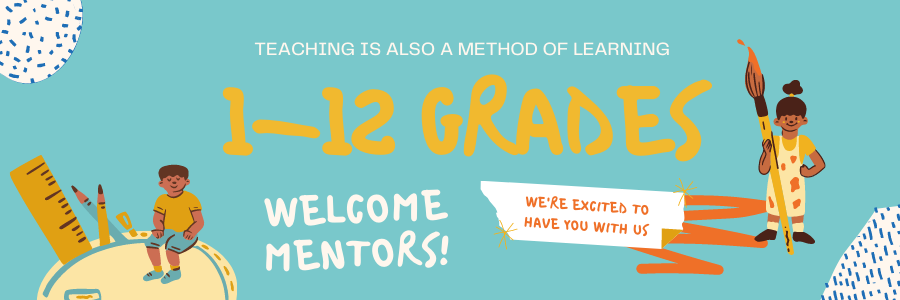 TEACHING IS ALSO A METHOD OF LEARNING
1–12 GRADES
WELCOME
MENTORS!
WE'RE EXCITED TO
HAVE YOU WITH US